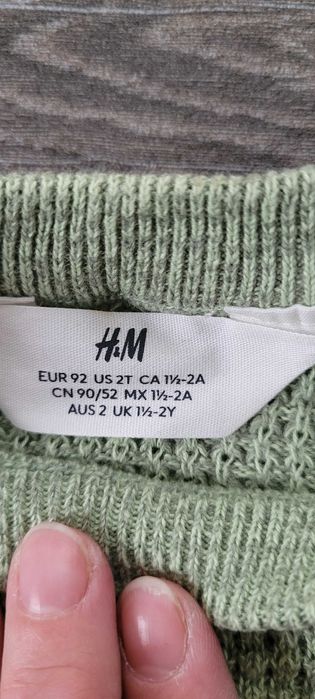 H&M
EUR 92 US 2T CA 1½-2A
CN 90/52 MX 1½-2A
AUS 2 UK 1½-2Y